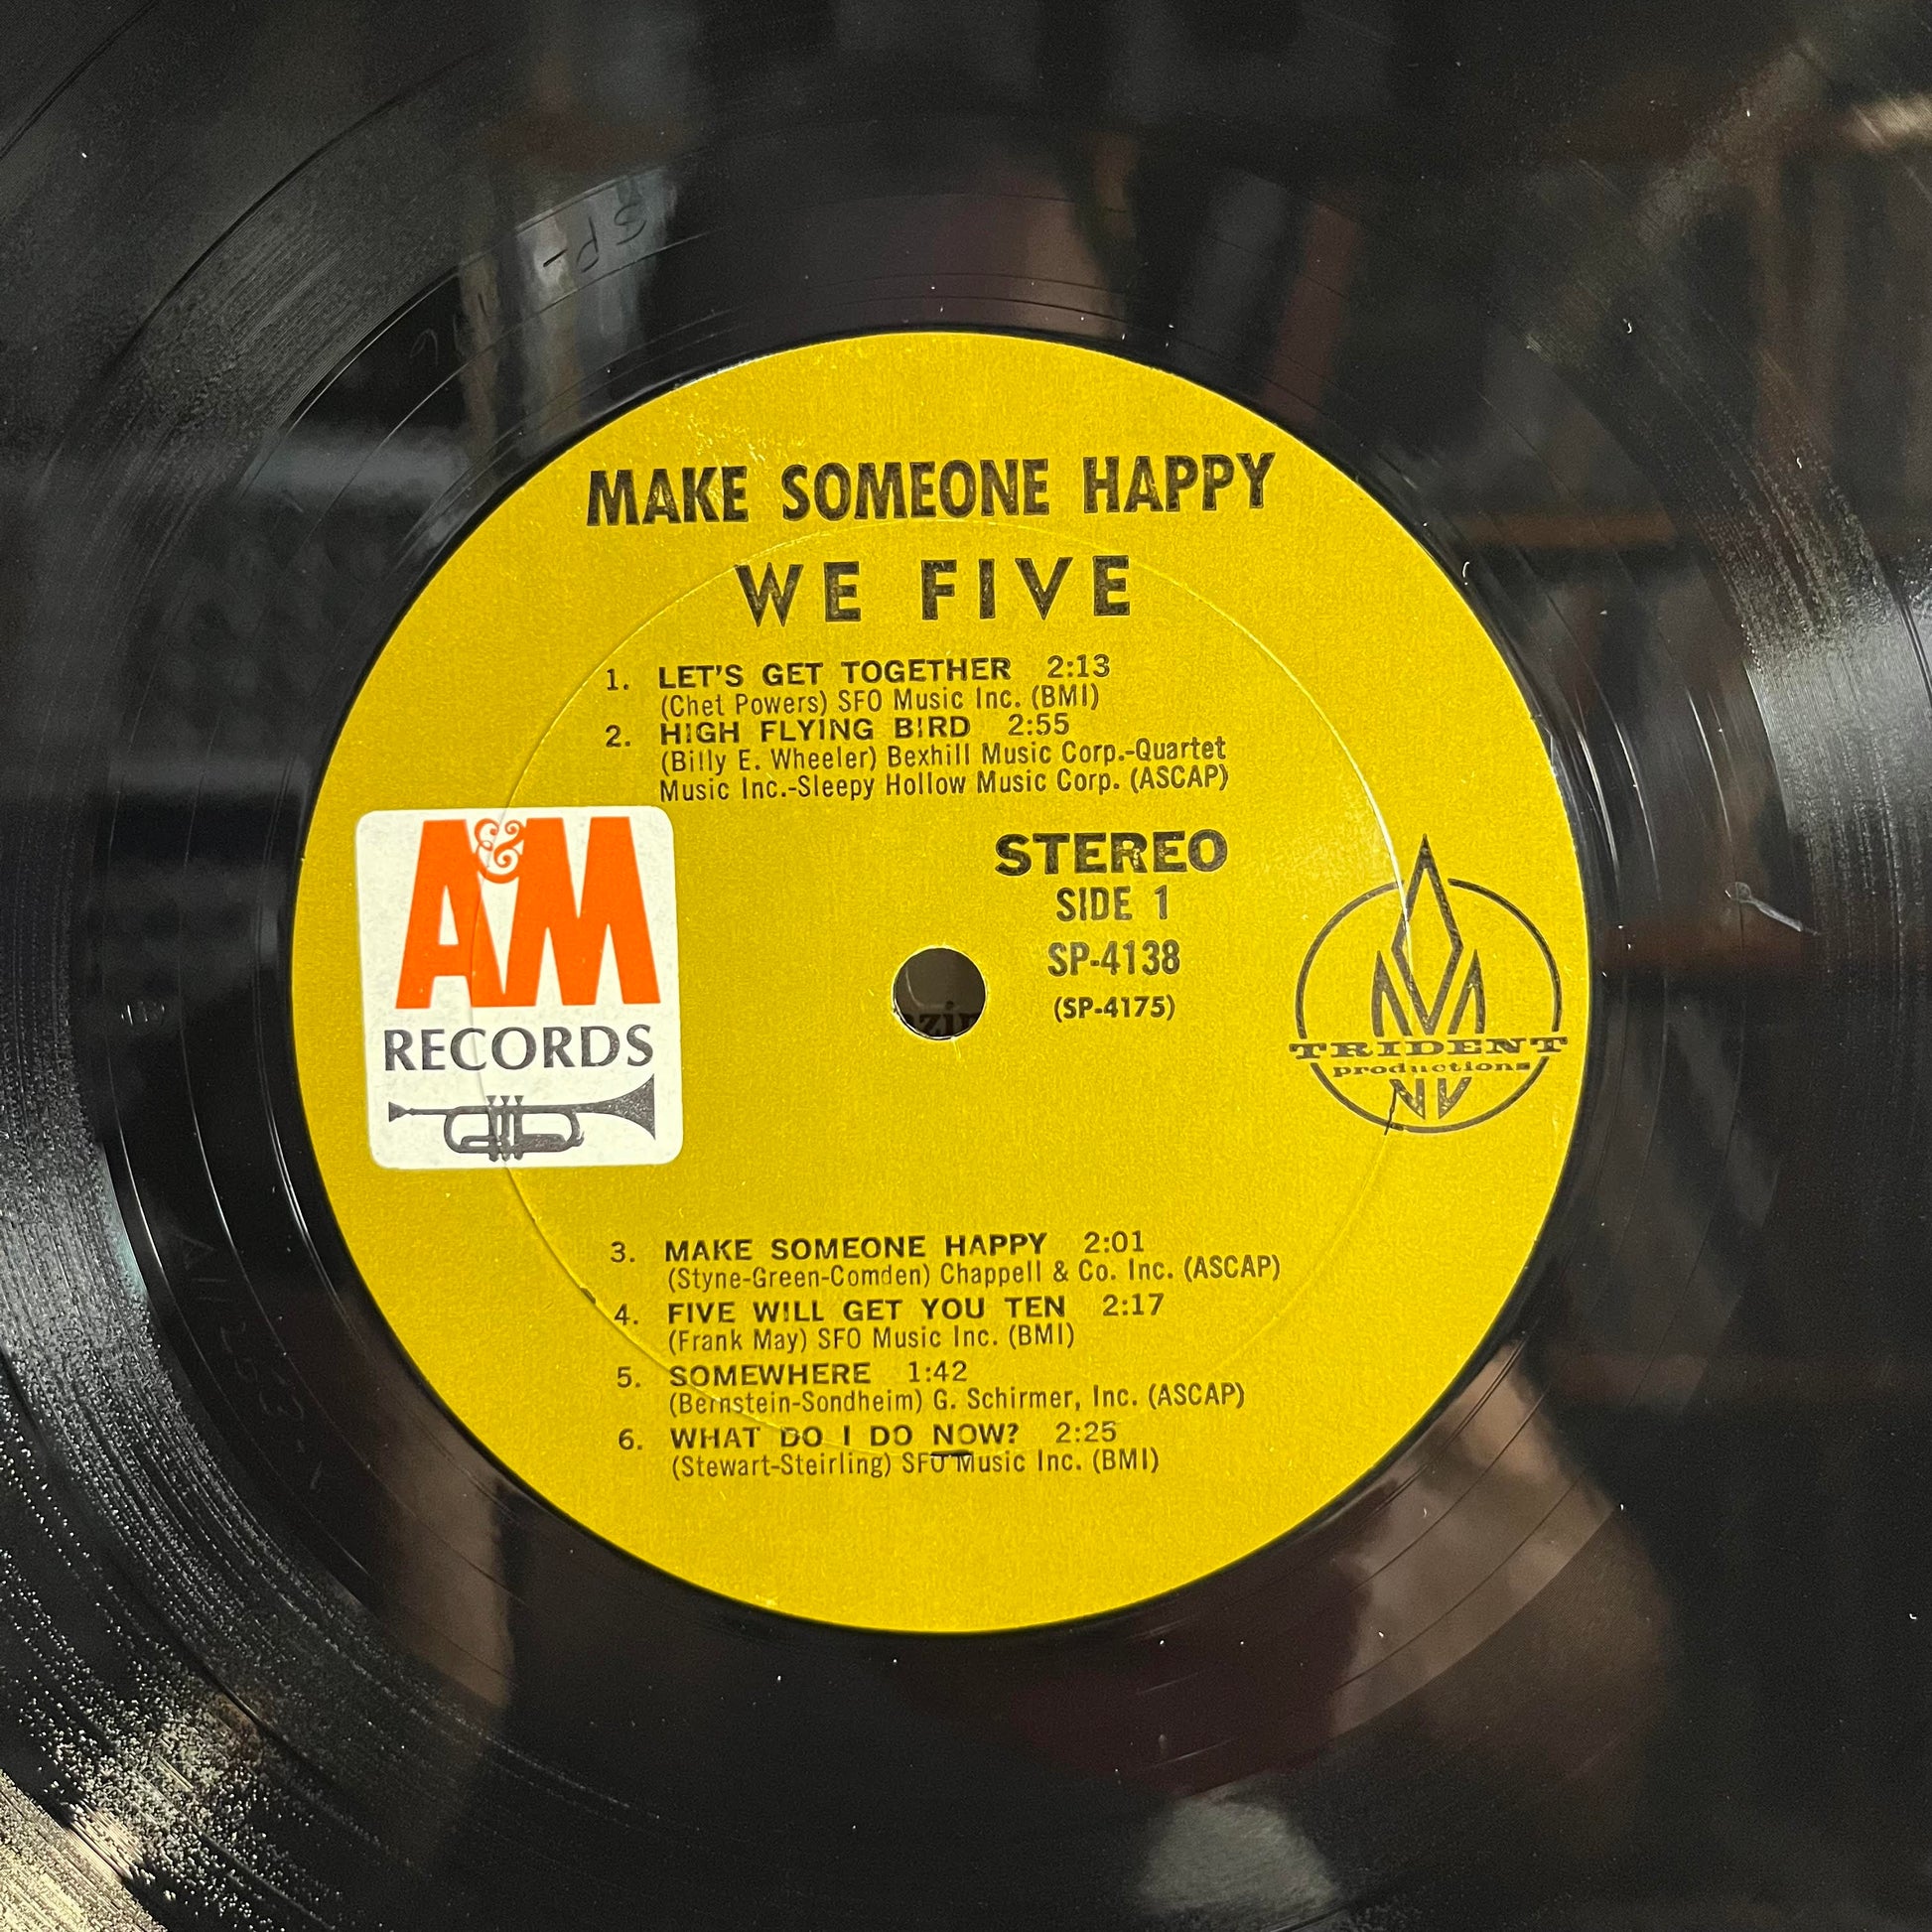 MAKE SOMEONE HAPPY
WE FIVE
1. LET'S GET TOGETHER 2:13
(Chet Powers) SFO Music Inc. (BMI)
2. HIGH FLYING BIRD 2:55
(Billy E. Wheeler) Bexhill Music Corp.-Quartet
Music Inc.-Sleepy Hollow Music Corp. (ASCAP)
A&M
RECORDS
STEREO
SIDE 1
SP-4138
(SP-4175)
TRIDENT
productions
3. MAKE SOMEONE HAPPY 2:01
(Styne-Green-Comden) Chappell & Co. Inc. (ASCAP)
4. FIVE WILL GET YOU TEN 2:17
(Frank May) SFO Music Inc. (BMI)
5. SOMEWHERE 1:42
(Bernstein-Sondheim) G. Schirmer, Inc. (ASCAP)
6. WHAT DO I DO NOW? 2:25
(Stewart-Steirling) SFO Music Inc. (BMI)
SP-